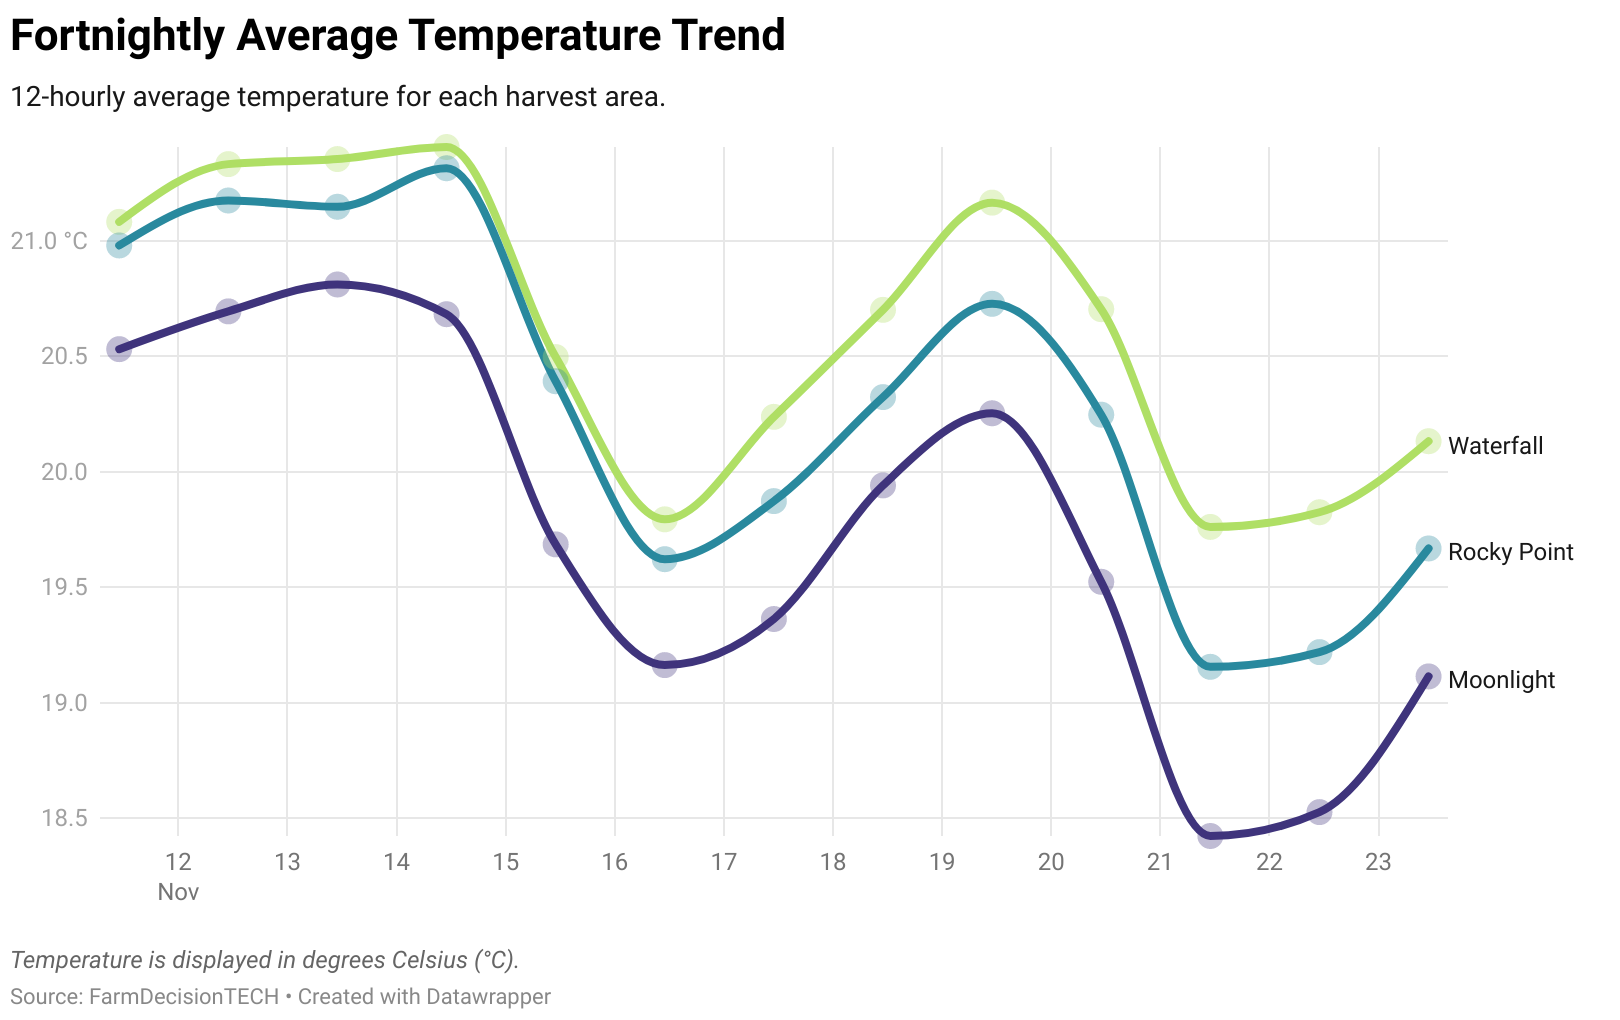 Fortnightly Average Temperature Trend
12-hourly average temperature for each harvest area.
21.0 °C
20.5
20.0
19.5
19.0
18.5
Waterfall
Rocky Point
Moonlight
12 13 14 15 16 17 18 19 20 21 22 23
Nov
Temperature is displayed in degrees Celsius (°C).
Source: FarmDecisionTECH • Created with Datawrapper